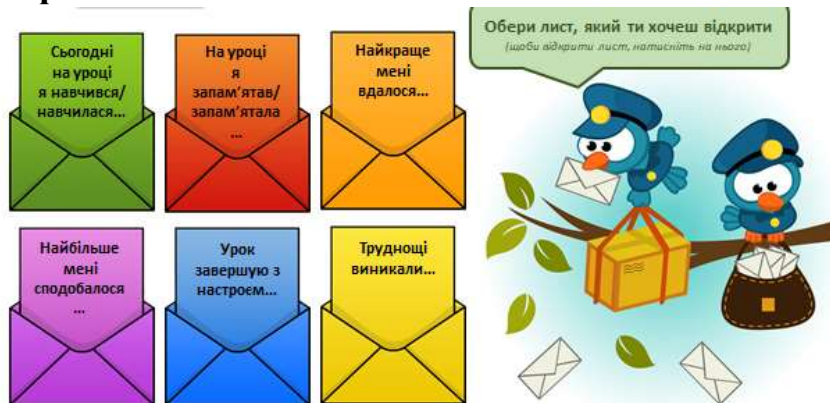 Обери лист, який ти хочеш відкрити
(щоби відкрити лист, натисніть на нього)
Сьогодні
на уроці
я навчився/
навчилася...
На уроці
я
запам’ятав/
запам’ятала
...
Найкраще
мені
вдалося...
Найбільше
мені
сподобалося
...
Урок
завершую з
настроєм...
Труднощі
виникали...